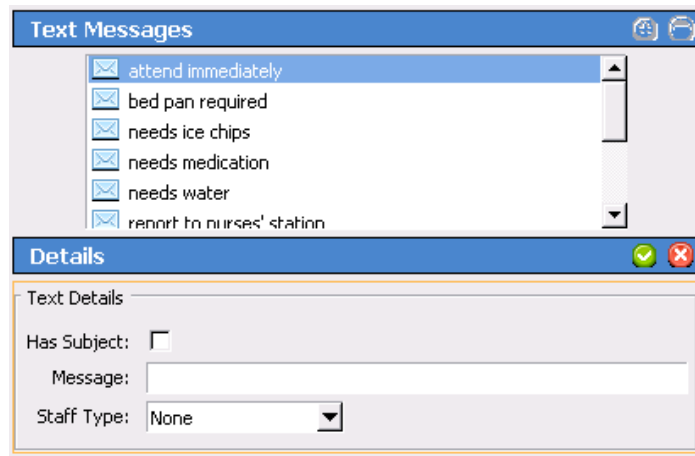 Text Messages
attend immediately
bed pan required
needs ice chips
needs medication
needs water
report to nurses' station
Details
Text Details
Has Subject:
Message:
Staff Type: None